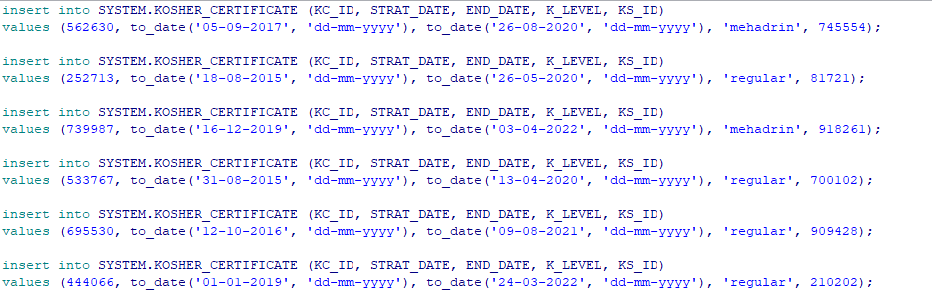 insert into SYSTEM.KOSHER_CERTIFICATE (KC_ID, STRAT_DATE, END_DATE, K_LEVEL, KS_ID)
values (562630, to_date('05-09-2017', 'dd-mm-yyyy'), to_date('26-08-2020', 'dd-mm-yyyy'), 'mehadrin', 745554);
insert into SYSTEM.KOSHER_CERTIFICATE (KC_ID, STRAT_DATE, END_DATE, K_LEVEL, KS_ID)
values (252713, to_date('18-08-2015', 'dd-mm-yyyy'), to_date('26-05-2020', 'dd-mm-yyyy'), 'regular', 81721);
insert into SYSTEM.KOSHER_CERTIFICATE (KC_ID, STRAT_DATE, END_DATE, K_LEVEL, KS_ID)
values (739987, to_date('16-12-2019', 'dd-mm-yyyy'), to_date('03-04-2022', 'dd-mm-yyyy'), 'mehadrin', 918261);
insert into SYSTEM.KOSHER_CERTIFICATE (KC_ID, STRAT_DATE, END_DATE, K_LEVEL, KS_ID)
values (533767, to_date('31-08-2015', 'dd-mm-yyyy'), to_date('13-04-2020', 'dd-mm-yyyy'), 'regular', 700102);
insert into SYSTEM.KOSHER_CERTIFICATE (KC_ID, STRAT_DATE, END_DATE, K_LEVEL, KS_ID)
values (695530, to_date('12-10-2016', 'dd-mm-yyyy'), to_date('09-08-2021', 'dd-mm-yyyy'), 'regular', 909428);
insert into SYSTEM.KOSHER_CERTIFICATE (KC_ID, STRAT_DATE, END_DATE, K_LEVEL, KS_ID)
values (444066, to_date('01-01-2019', 'dd-mm-yyyy'), to_date('24-03-2022', 'dd-mm-yyyy'), 'regular', 210202);